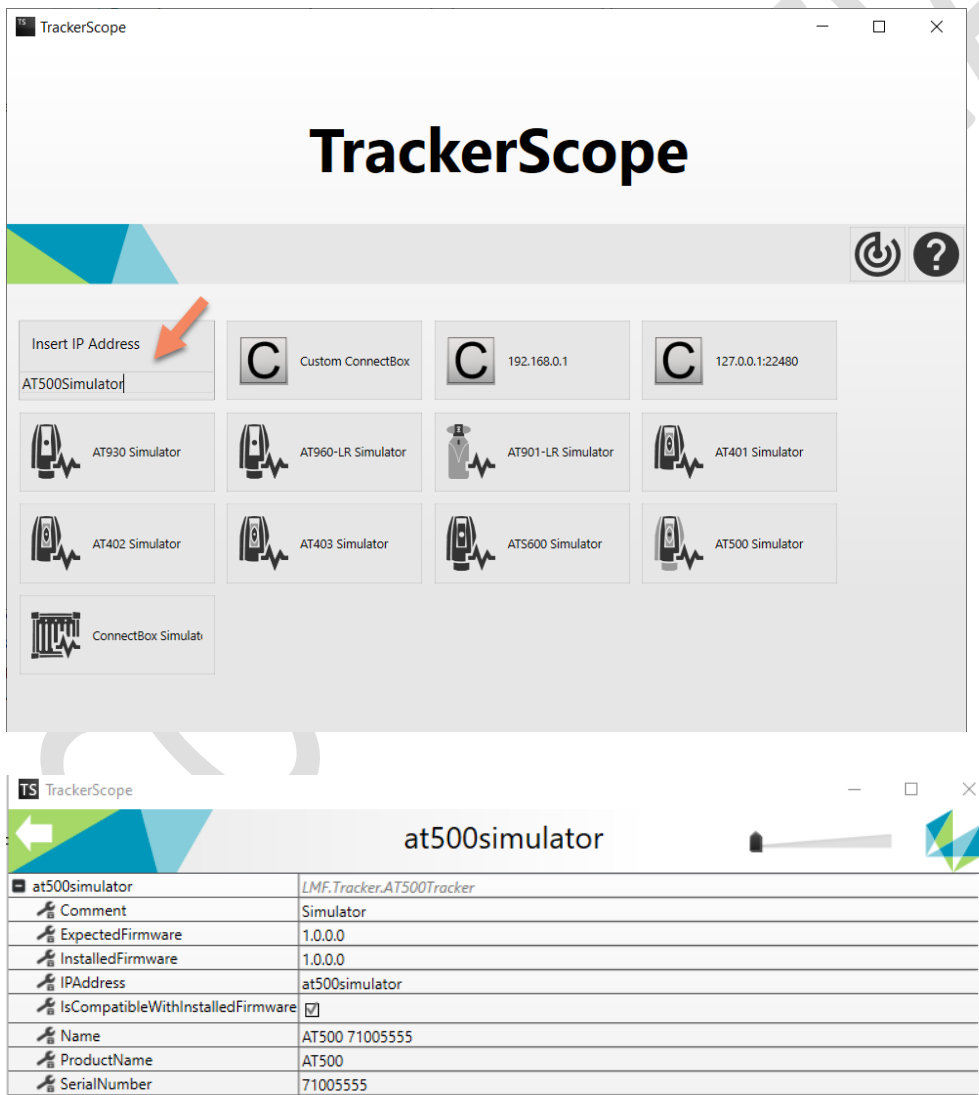 TS TrackerScope
TrackerScope
Insert IP Address
AT500Simulator
C Custom ConnectBox
C 192.168.0.1
C 127.0.0.1:22480
AT930 Simulator
AT960-LR Simulator
AT901-LR Simulator
AT401 Simulator
AT402 Simulator
AT403 Simulator
ATS600 Simulator
AT500 Simulator
ConnectBox Simulat
TS TrackerScope
at500simulator
at500simulator LMF.Tracker.AT500Tracker
Comment Simulator
ExpectedFirmware 1.0.0.0
InstalledFirmware 1.0.0.0
IPAddress at500simulator
IsCompatibleWithInstalledFirmware
Name AT500 71005555
ProductName AT500
SerialNumber 71005555